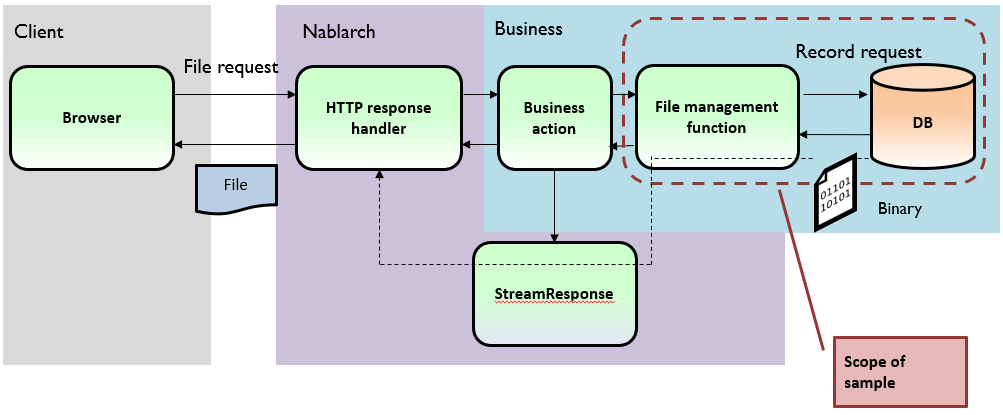 Client
Nablarch
Business
File request
Record request
Browser
HTTP response
handler
Business
action
File management
function
DB
File
01101
10101
Binary
StreamResponse
Scope of
sample